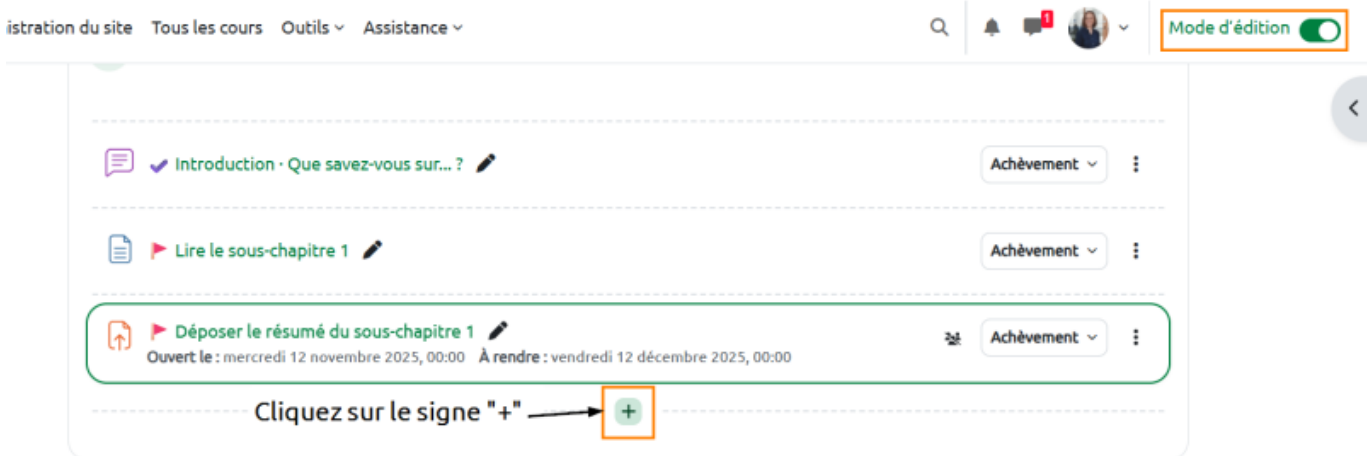 istration du site Tous les cours Outils Assistance 1 Mode d'édition
Introduction · Que savez-vous sur... ? Achèvement
Lire le sous-chapitre 1 Achèvement
Déposer le résumé du sous-chapitre 1 Achèvement
Ouvert le : mercredi 12 novembre 2025, 00:00 À rendre : vendredi 12 décembre 2025, 00:00
Cliquez sur le signe "+" +